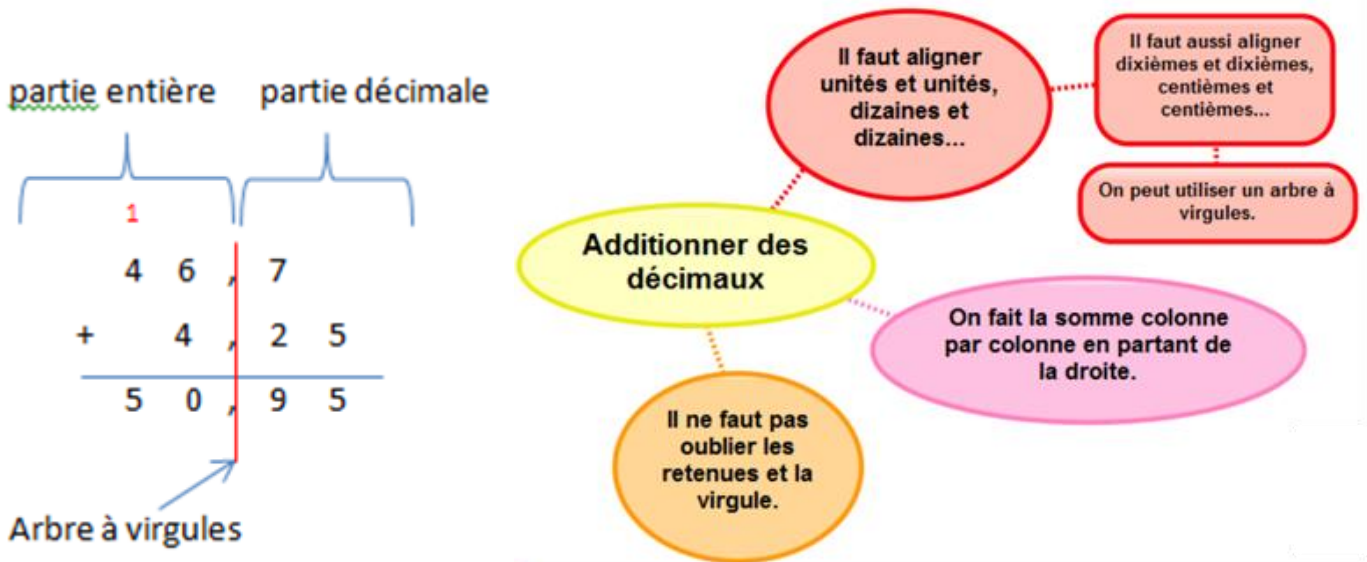 partie entière partie décimale
1
4 6 , 7
+ 4 , 2 5
5 0 , 9 5
Arbre à virgules
Additionner des
décimaux
Il faut aligner
unités et unités,
dizaines et
dizaines...
Il faut aussi aligner
dixièmes et dixièmes,
centièmes et
centièmes...
On peut utiliser un arbre à
virgules.
On fait la somme colonne
par colonne en partant de
la droite.
Il ne faut pas
oublier les
retenues et la
virgule.